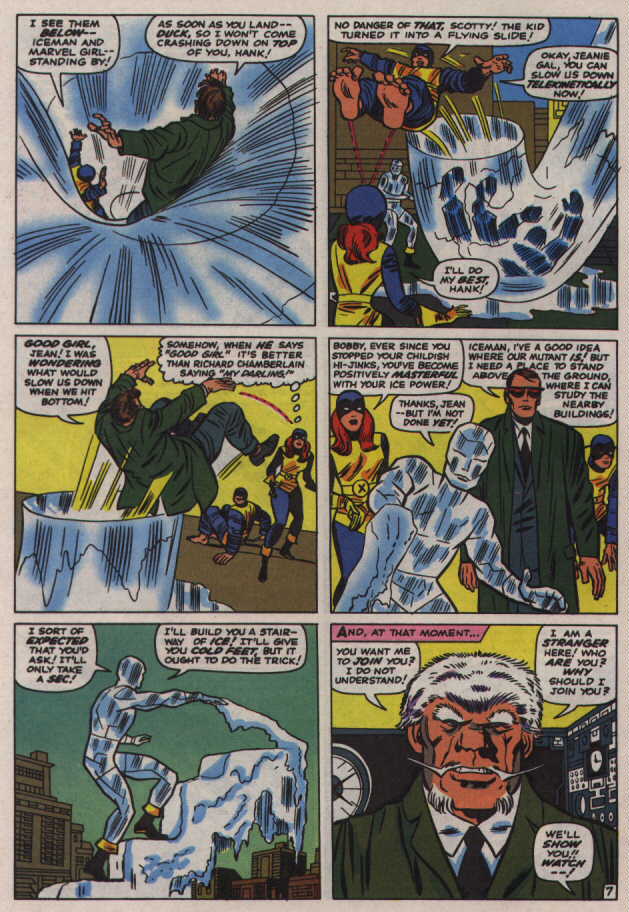 I SEE THEM
BELOW--
ICEMAN AND
MARVEL GIRL--
STANDING BY!
AS SOON AS YOU LAND--
DUCK, SO I WON'T COME
CRASHING DOWN ON TOP
OF YOU, HANK!
NO DANGER OF THAT, SCOTTY! THE KID
TURNED IT INTO A FLYING SLIDE!
OKAY, JEANIE
GAL, YOU CAN
SLOW US DOWN
TELEKINETICALLY
NOW!
I'LL DO
MY BEST,
HANK!
GOOD GIRL,
JEAN! I WAS
WONDERING
WHAT WOULD
SLOW US DOWN
WHEN WE HIT
BOTTOM!
SOMEHOW, WHEN HE SAYS
"GOOD GIRL" IT'S BETTER
THAN RICHARD CHAMBERLAIN
SAYING "MY DARLING!"
BOBBY, EVER SINCE YOU
STOPPED YOUR CHILDISH
HI-JINKS, YOU'VE BECOME
POSITIVELY MASTERFUL
WITH YOUR ICE POWER!
THANKS, JEAN
--BUT I'M NOT
DONE YET!
ICEMAN, I'VE A GOOD IDEA
WHERE OUR MUTANT IS! BUT
I NEED A PLACE TO STAND
ABOVE THE GROUND,
WHERE I CAN
STUDY THE
NEARBY
BUILDINGS!
I SORT OF
EXPECTED
THAT YOU'D
ASK! IT'LL
ONLY TAKE
A SEC!
I'LL BUILD YOU A STAIR-
WAY OF ICE! IT'LL GIVE
YOU COLD FEET, BUT IT
OUGHT TO DO THE TRICK!
AND, AT THAT MOMENT...
YOU WANT ME
TO JOIN YOU?
I DO NOT
UNDERSTAND!
I AM A
STRANGER
HERE! WHO
ARE YOU?
WHY
SHOULD I
JOIN YOU?
WE'LL
SHOW
YOU!!
WATCH
--!
7